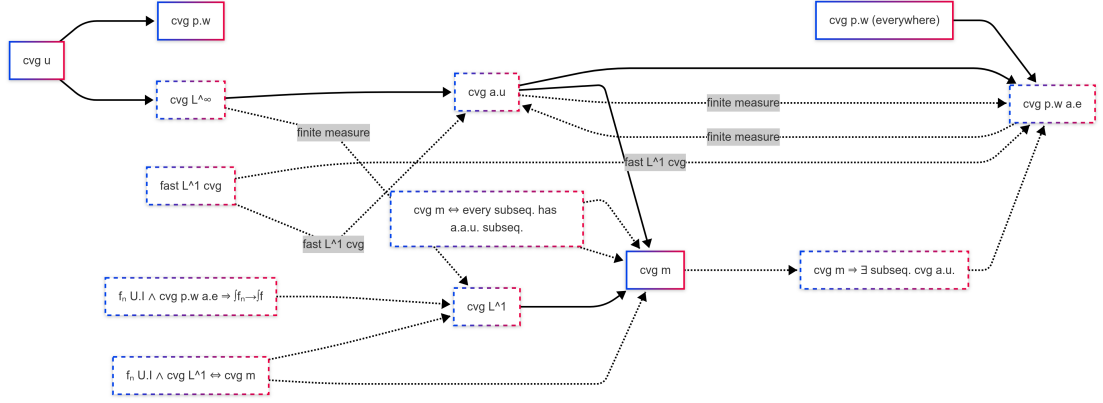 cvg p.w
cvg p.w (everywhere)
cvg u
cvg L^∞
cvg a.u
cvg p.w a.e
finite measure
finite measure
finite measure
fast L^1 cvg
fast L^1 cvg
cvg m ⇔ every subseq. has
a.a.u. subseq.
fast L^1 cvg
cvg m
cvg m ⇒ ∃ subseq. cvg a.u.
fₙ U.I ∧ cvg p.w a.e ⇒ ∫fₙ→∫f
cvg L^1
fₙ U.I ∧ cvg L^1 ⇔ cvg m